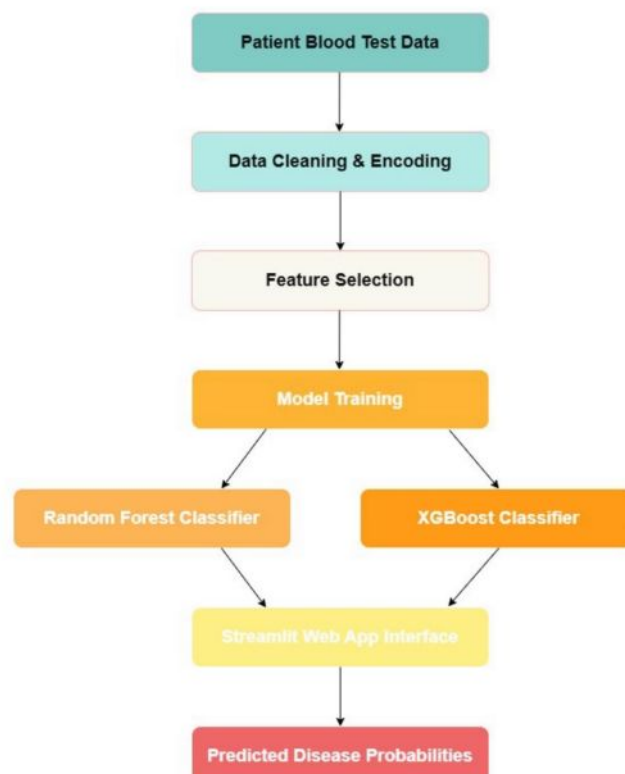 Patient Blood Test Data
Data Cleaning & Encoding
Feature Selection
Model Training
Random Forest Classifier
XGBoost Classifier
Streamlit Web App Interface
Predicted Disease Probabilities